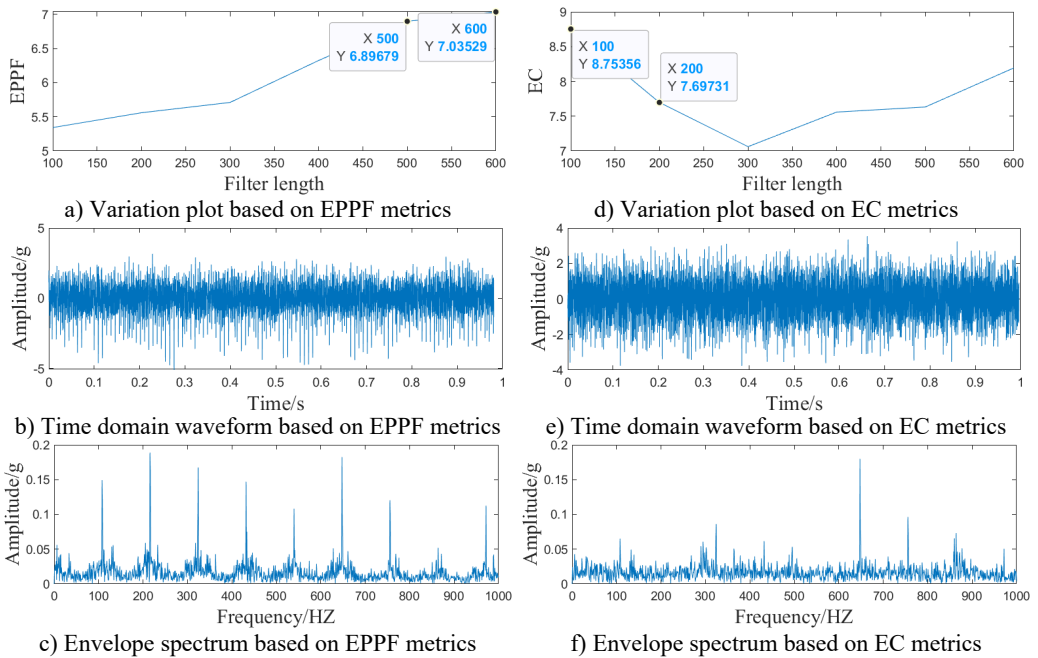 7
6.5
6
5.5
5
EPPF
X 500
Y 6.89679
X 600
Y 7.03529
100 150 200 250 300 350 400 450 500 550 600
Filter length
a) Variation plot based on EPPF metrics
9
8.5
8
7.5
7
EC
X 100
Y 8.75356
X 200
Y 7.69731
100 150 200 250 300 350 400 450 500 550 600
Filter length
d) Variation plot based on EC metrics
5
0
-5
Amplitude/g
0 0.1 0.2 0.3 0.4 0.5 0.6 0.7 0.8 0.9 1
Time/s
b) Time domain waveform based on EPPF metrics
4
2
0
-2
-4
Amplitude/g
0 0.1 0.2 0.3 0.4 0.5 0.6 0.7 0.8 0.9 1
Time/s
e) Time domain waveform based on EC metrics
0.2
0.15
0.1
0.05
0
Amplitude/g
0 100 200 300 400 500 600 700 800 900 1000
Frequency/HZ
c) Envelope spectrum based on EPPF metrics
0.2
0.15
0.1
0.05
0
Amplitude/g
0 100 200 300 400 500 600 700 800 900 1000
Frequency/HZ
f) Envelope spectrum based on EC metrics